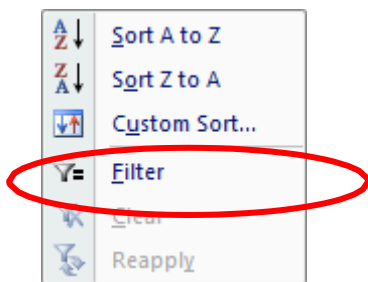 Sort A to Z
Sort Z to A
Custom Sort...
Filter
Clear
Reapply